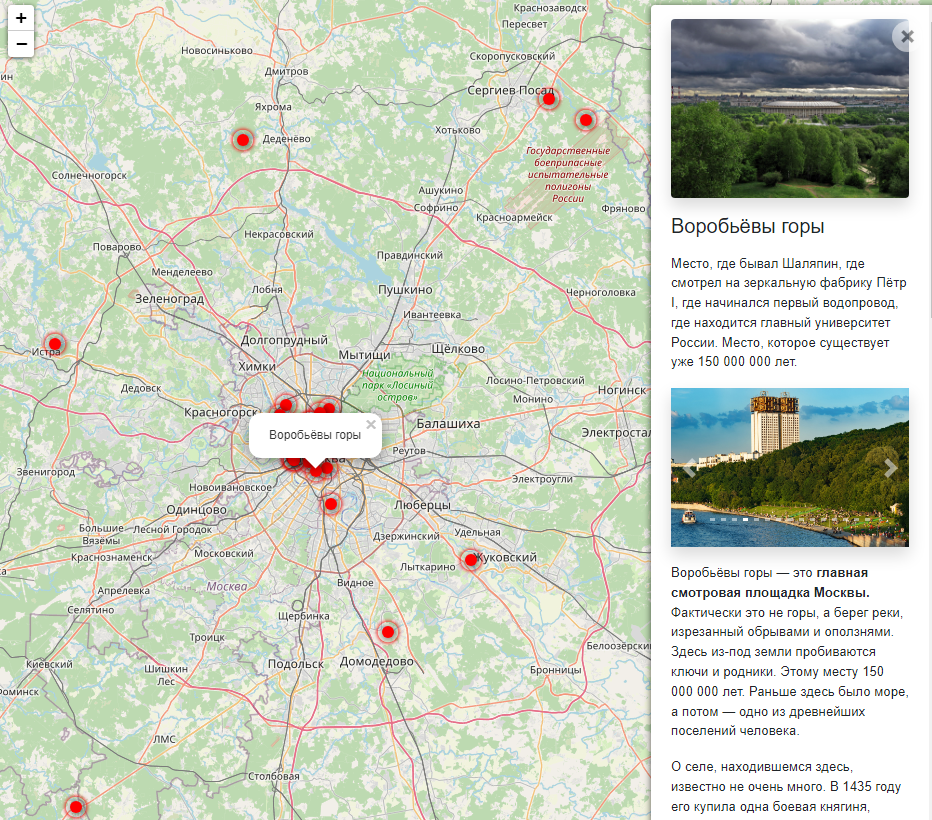 +
−
Краснозаводск
Пересвет
Новосиньково
Скоропусковский
Дмитров
Сергиев Посад
Яхрома
Хотьково
Деденёво
Государственные
боеприпасные
испытательные
полигоны
России
Солнечногорск
Ашукино
Софрино
Фряново
Красноармейск
Некрасовский
Поварово
Правдинский
Менделеево
Лобня
Пушкино
Черноголовка
Зеленоград
Ивантеевка
Долгопрудный
Истра
Мытищи
Щёлково
Химки
Национальный
парк «Лосиный
остров»
Лосино-Петровский
Дедовск
Ногинск
Монино
Красногорск
Балашиха
Электростал
Воробьёвы горы
×
Реутов
Звенигород
Электроугли
Новоивановское
Одинцово
Люберцы
Большие
Вязёмы
Лесной Городок
Удельная
Дзержинский
Краснознаменск
Московский
Жуковский
Лыткарино
Апрелевка
Москва
Видное
Селятино
Щербинка
Троицк
Белоозёрски
Киевский
Шишкин
Лес
Подольск
Домодедово
Бронницы
ЛМС
Столбовая
×
Воробьёвы горы
Место, где бывал Шаляпин, где
смотрел на зеркальную фабрику Пётр
I, где начинался первый водопровод,
где находится главный университет
России. Место, которое существует
уже 150 000 000 лет.
Воробьёвы горы — это главная
смотровая площадка Москвы.
Фактически это не горы, а берег реки,
изрезанный обрывами и оползнями.
Здесь из-под земли пробиваются
ключи и родники. Этому месту 150
000 000 лет. Раньше здесь было море,
а потом — одно из древнейших
поселений человека.
О селе, находившемся здесь,
известно не очень много. В 1435 году
его купила одна боевая княгиня,